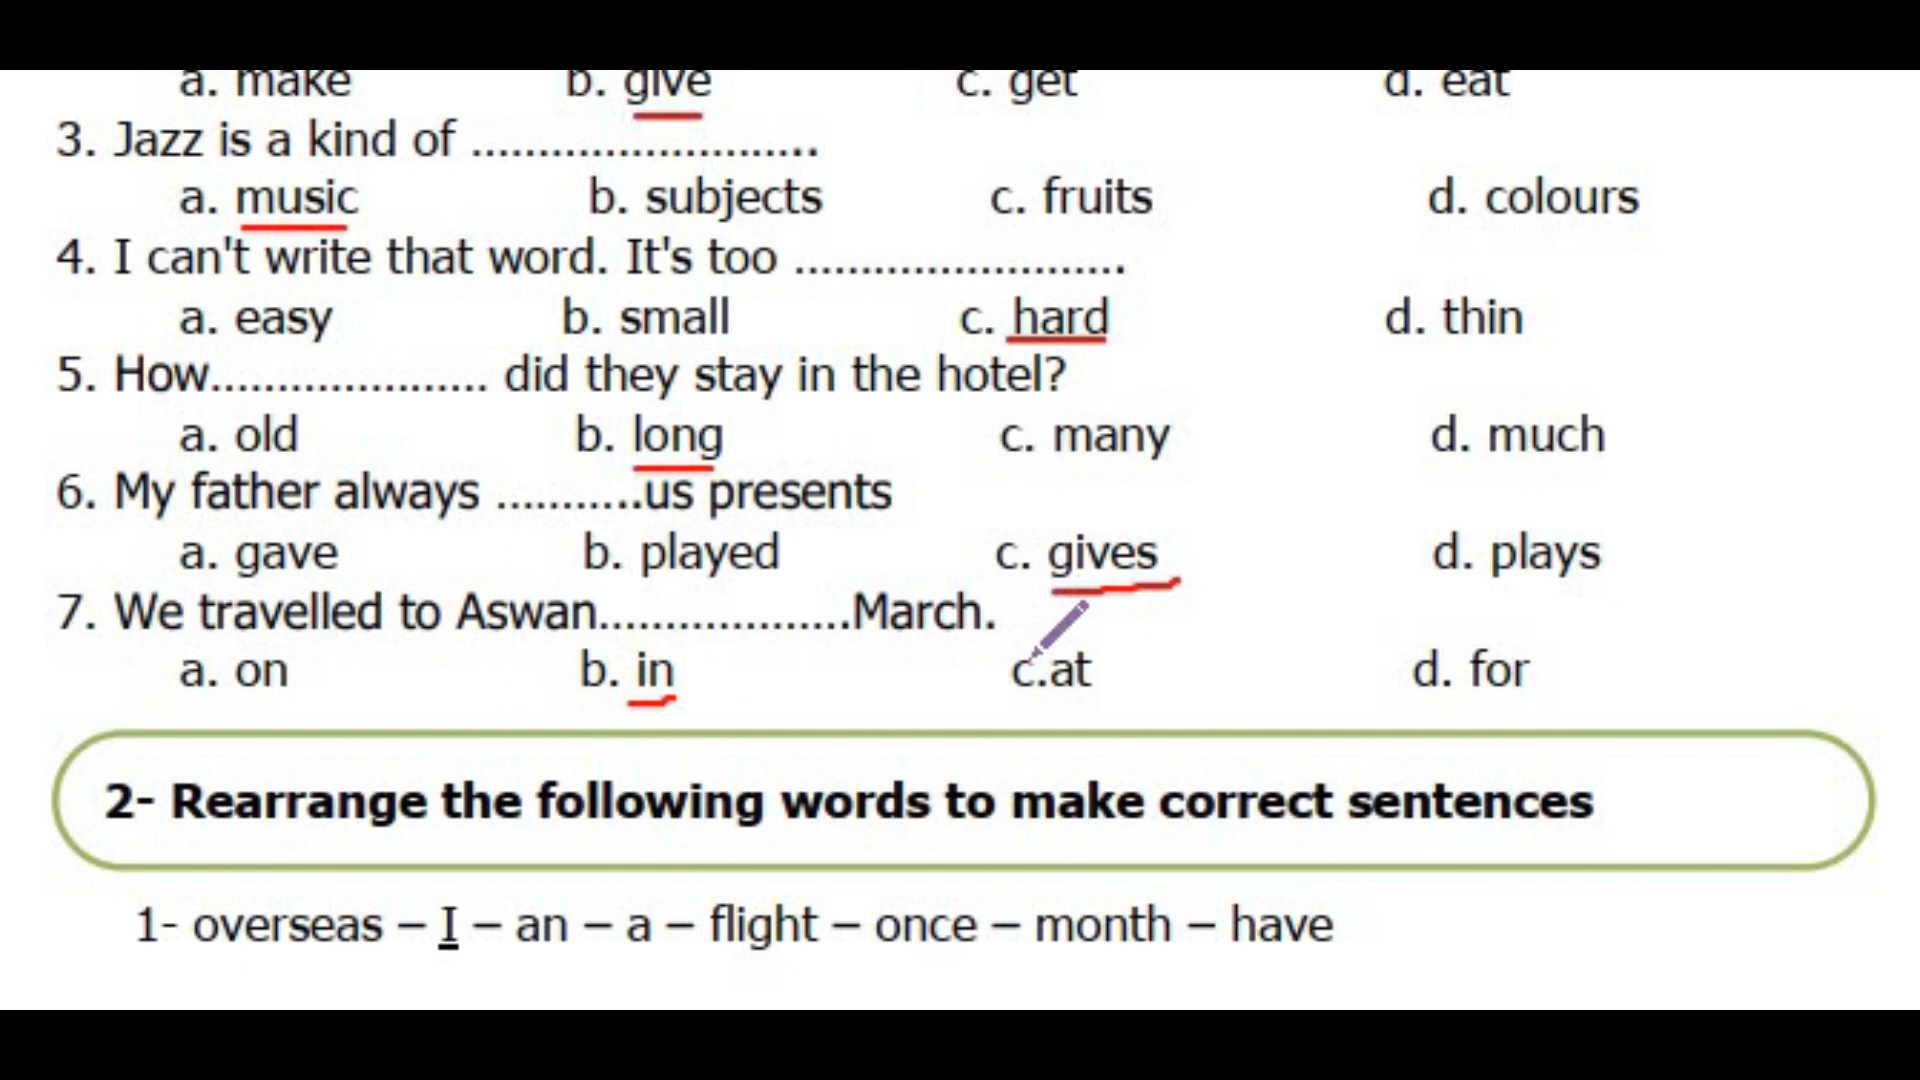 a. make b. give c. get d. eat
3. Jazz is a kind of ..........................
a. music b. subjects c. fruits d. colours
4. I can't write that word. It's too .........................
a. easy b. small c. hard d. thin
5. How..................... did they stay in the hotel?
a. old b. long c. many d. much
6. My father always ...........us presents
a. gave b. played c. gives d. plays
7. We travelled to Aswan...................March.
a. on b. in c.at d. for
2- Rearrange the following words to make correct sentences
1- overseas – I – an – a – flight – once – month – have